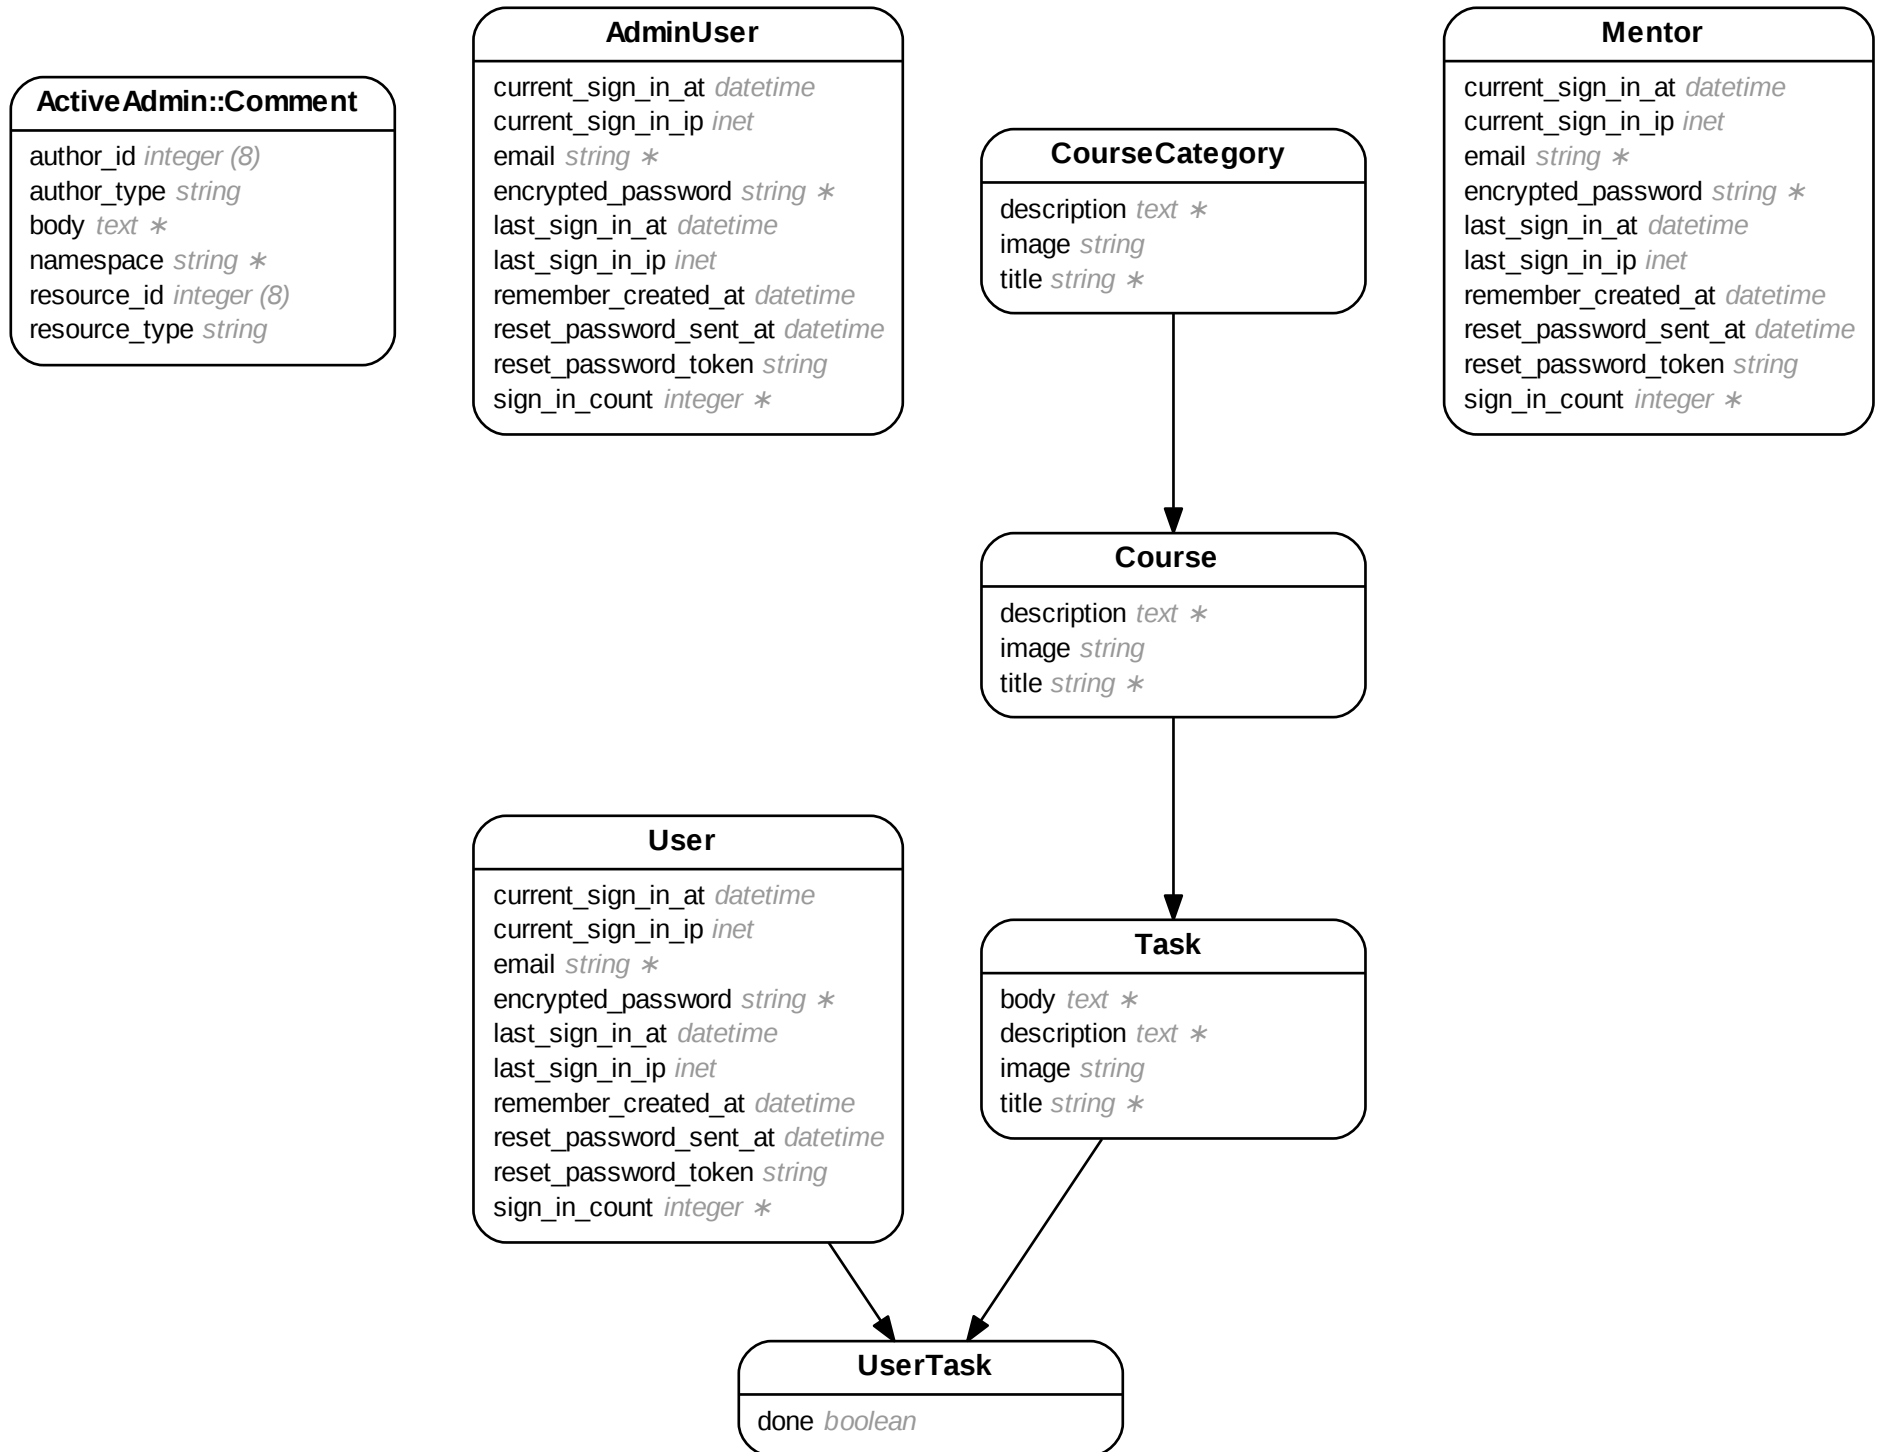 ActiveAdmin::Comment
author_id integer (8)
author_type string
body text ∗
namespace string ∗
resource_id integer (8)
resource_type string
AdminUser
current_sign_in_at datetime
current_sign_in_ip inet
email string ∗
encrypted_password string ∗
last_sign_in_at datetime
last_sign_in_ip inet
remember_created_at datetime
reset_password_sent_at datetime
reset_password_token string
sign_in_count integer ∗
CourseCategory
description text ∗
image string
title string ∗
Mentor
current_sign_in_at datetime
current_sign_in_ip inet
email string ∗
encrypted_password string ∗
last_sign_in_at datetime
last_sign_in_ip inet
remember_created_at datetime
reset_password_sent_at datetime
reset_password_token string
sign_in_count integer ∗
Course
description text ∗
image string
title string ∗
User
current_sign_in_at datetime
current_sign_in_ip inet
email string ∗
encrypted_password string ∗
last_sign_in_at datetime
last_sign_in_ip inet
remember_created_at datetime
reset_password_sent_at datetime
reset_password_token string
sign_in_count integer ∗
Task
body text ∗
description text ∗
image string
title string ∗
UserTask
done boolean